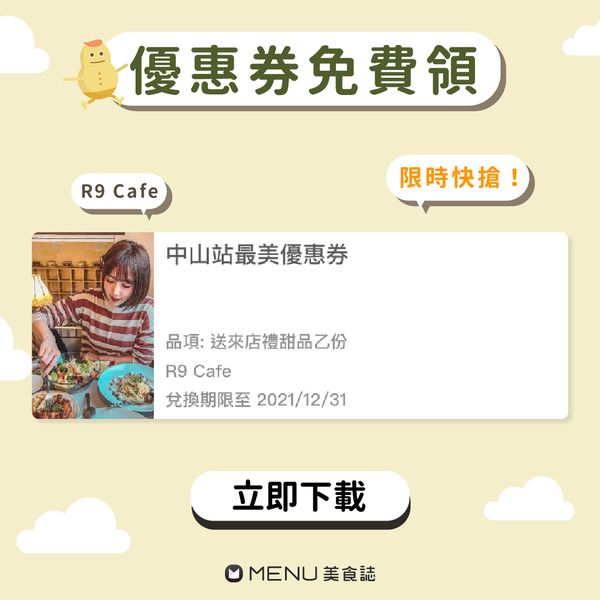 優惠券免費領
R9 Cafe
限時快搶！
中山站最美優惠券
品項: 送來店禮甜品乙份
R9 Cafe
兌換期限至 2021/12/31
立即下載
MENU 美食誌